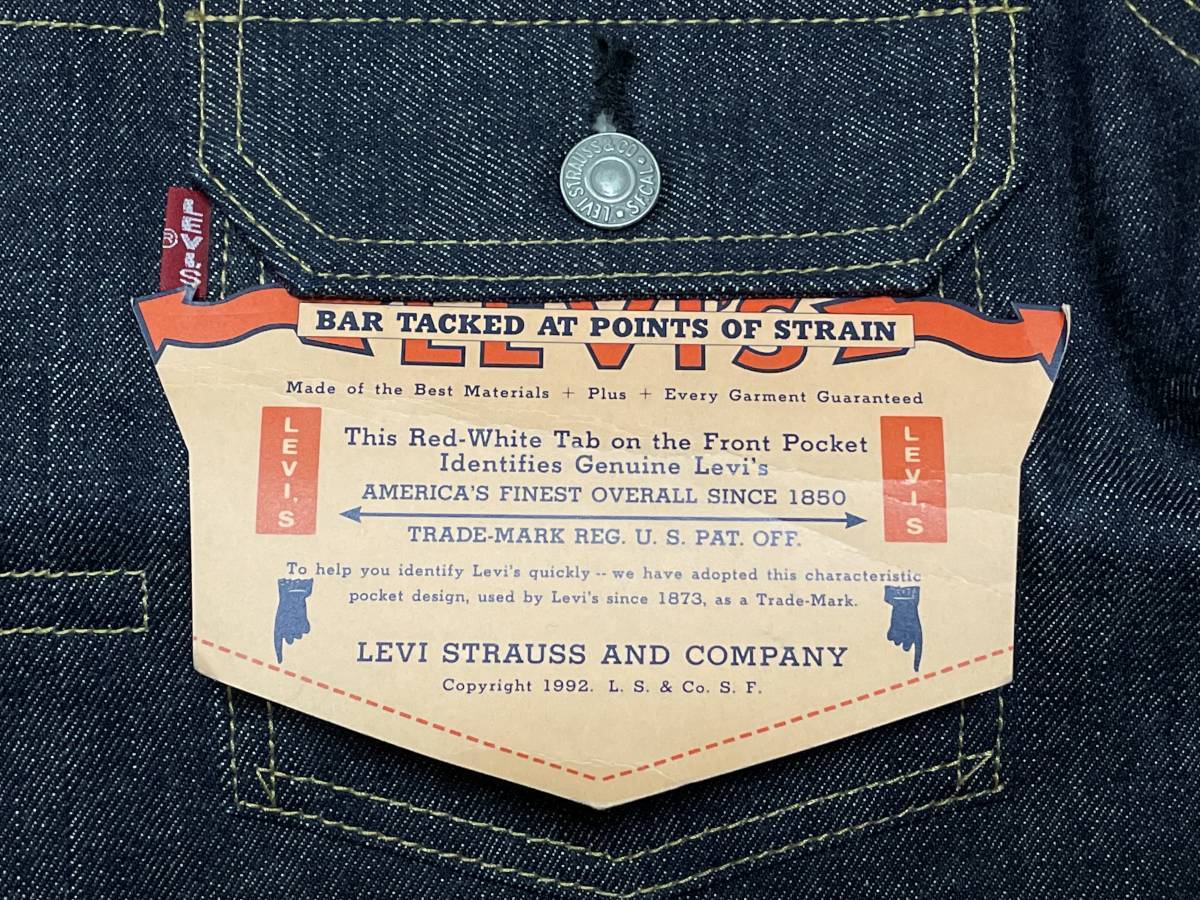 LEVI STRAUSS & CO • S.F. CAL •
LEVI'S
®
LEVI'S
BAR TACKED AT POINTS OF STRAIN
Made of the Best Materials + Plus + Every Garment Guaranteed
LEVI'S
This Red-White Tab on the Front Pocket
Identifies Genuine Levi's
AMERICA'S FINEST OVERALL SINCE 1850
LEVI'S
TRADE-MARK REG. U. S. PAT. OFF.
To help you identify Levi's quickly -- we have adopted this characteristic
pocket design, used by Levi's since 1873, as a Trade-Mark.
LEVI STRAUSS AND COMPANY
Copyright 1992. L. S. & Co. S. F.